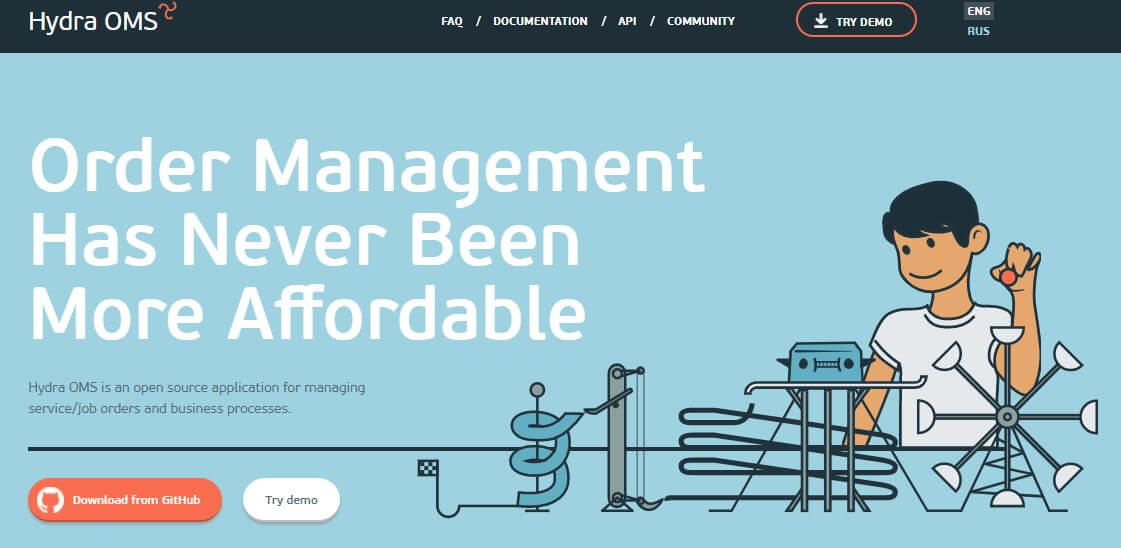 Hydra OMS
FAQ / DOCUMENTATION / API / COMMUNITY
TRY DEMO
ENG
RUS
Order Management
Has Never Been
More Affordable
Hydra OMS is an open source application for managing
service/job orders and business processes.
Download from GitHub
Try demo